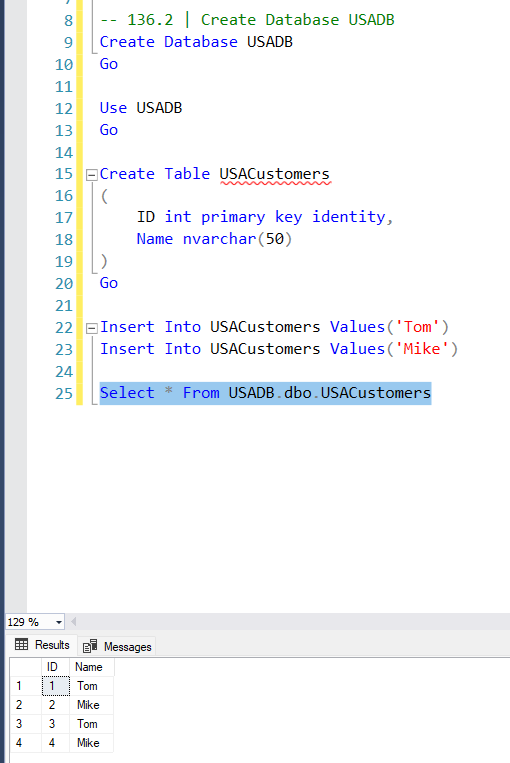 8 -- 136.2 | Create Database USADB
9 Create Database USADB
10 Go
11
12 Use USADB
13 Go
14
15 Create Table USACustomers
16 (
17 ID int primary key identity,
18 Name nvarchar(50)
19 )
20 Go
21
22 Insert Into USACustomers Values('Tom')
23 Insert Into USACustomers Values('Mike')
24
25 Select * From USADB.dbo.USACustomers
129 %
Results Messages
ID Name
1 1 Tom
2 2 Mike
3 3 Tom
4 4 Mike